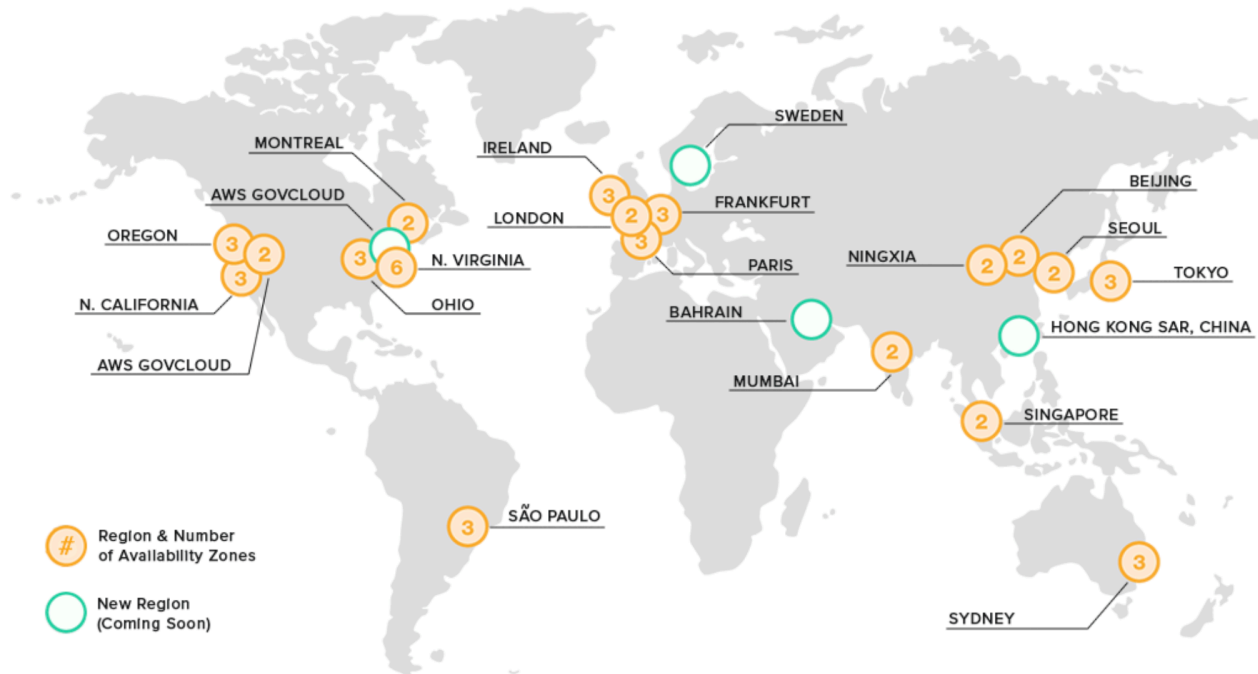 SWEDEN
MONTREAL
IRELAND
BEIJING
AWS GOVCLOUD
3
2
3
FRANKFURT
2
LONDON
SEOUL
OREGON
3
2
3
6
N. VIRGINIA
3
PARIS
NINGXIA
2
2
2
3
TOKYO
3
N. CALIFORNIA
OHIO
BAHRAIN
HONG KONG SAR, CHINA
AWS GOVCLOUD
2
MUMBAI
2
SINGAPORE
3
SÃO PAULO
# Region & Number
of Availability Zones
3
New Region
(Coming Soon)
SYDNEY